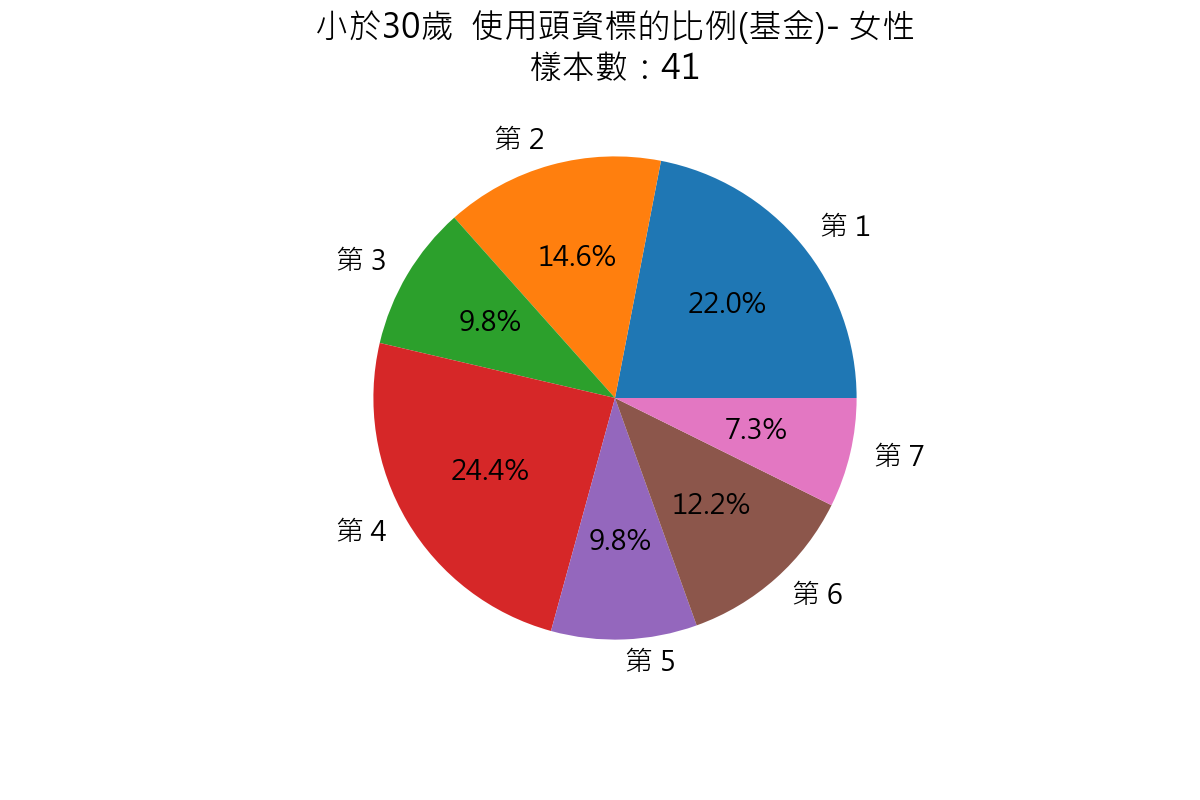 小於30歲  使用頭資標的比例(基金)- 女性
樣本數：41
第 1
22.0%
第 2
14.6%
第 3
9.8%
第 4
24.4%
第 5
9.8%
第 6
12.2%
第 7
7.3%